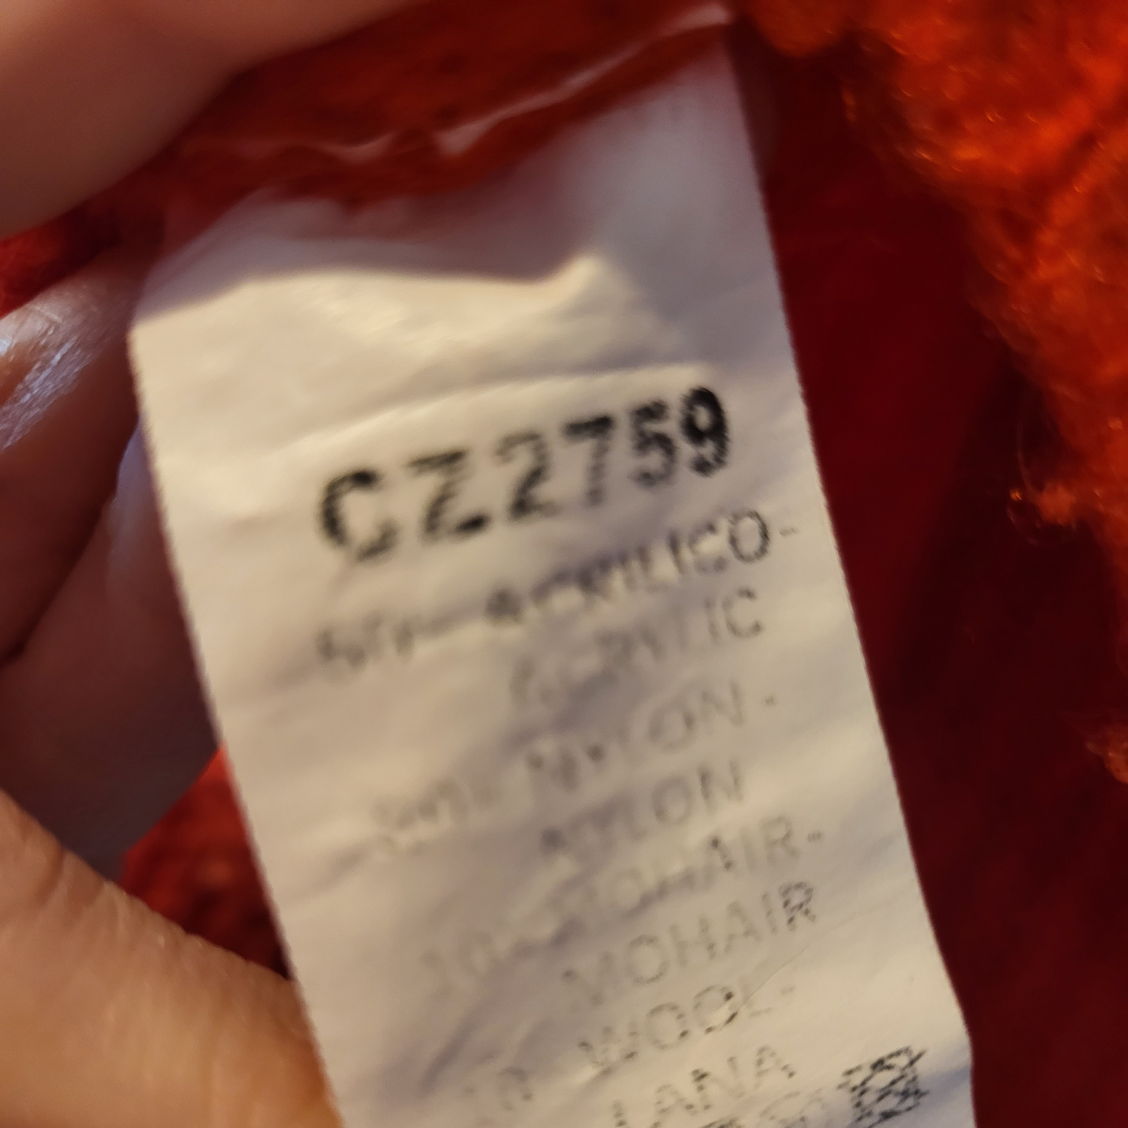 CZ2759
ACRILICO-
ACRYLIC
NYLON-
NYLON
MOHAIR-
MOHAIR
WOOL-
LANA